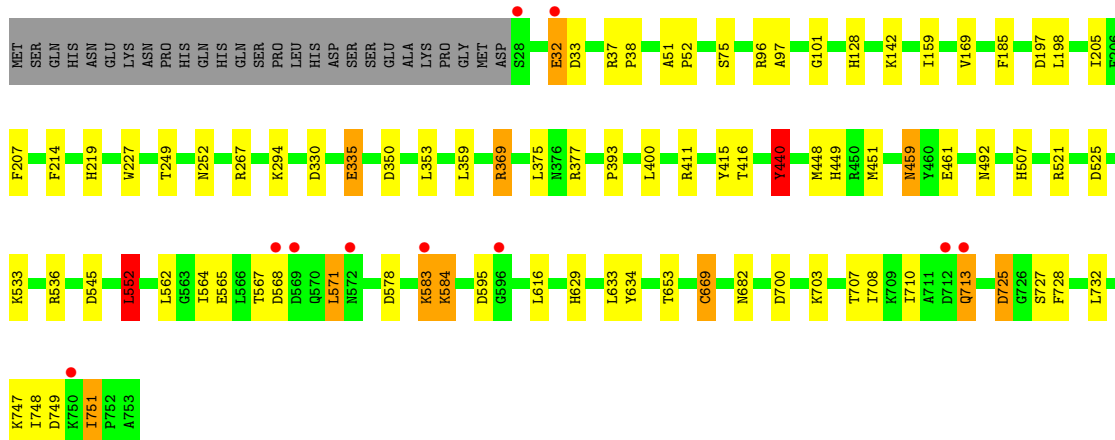 MET SER GLN HIS ASN GLU LYS ASN PRO HIS GLN HIS GLN SER PRO LEU HIS ASP SER SER GLU ALA LYS PRO GLY MET ASP S28 E32 D33 R37 P38 A51 P52 S75 R96 A97 G101 H128 K142 I159 V169 F185 D197 L198 I205 F206
F207 F214 H219 W227 T249 N252 R267 K294 D330 E335 D350 L353 L359 R369 L375 N376 R377 P393 L400 R411 Y415 T416 Y440 M448 H449 R450 M451 N459 Y460 E461 N492 H507 R521 D525
K533 R536 D545 L552 L562 G563 I564 E565 L566 T567 D568 D569 Q570 L571 N572 D578 K583 K584 D595 G596 L616 H629 L633 Y634 T653 C669 N682 D700 K703 T707 I708 K709 I710 A711 D712 Q713 D725 G726 S727 F728 L732
K747 I748 D749 K750 I751 P752 A753